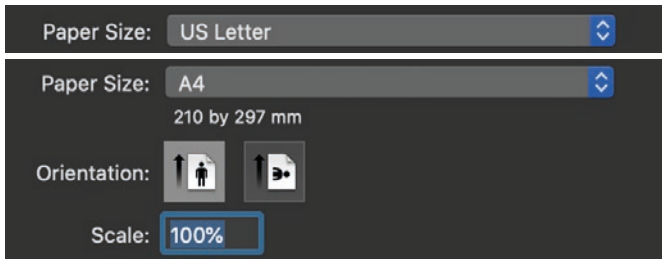 Paper Size: US Letter
Paper Size: A4
210 by 297 mm
Orientation:
Scale: 100%